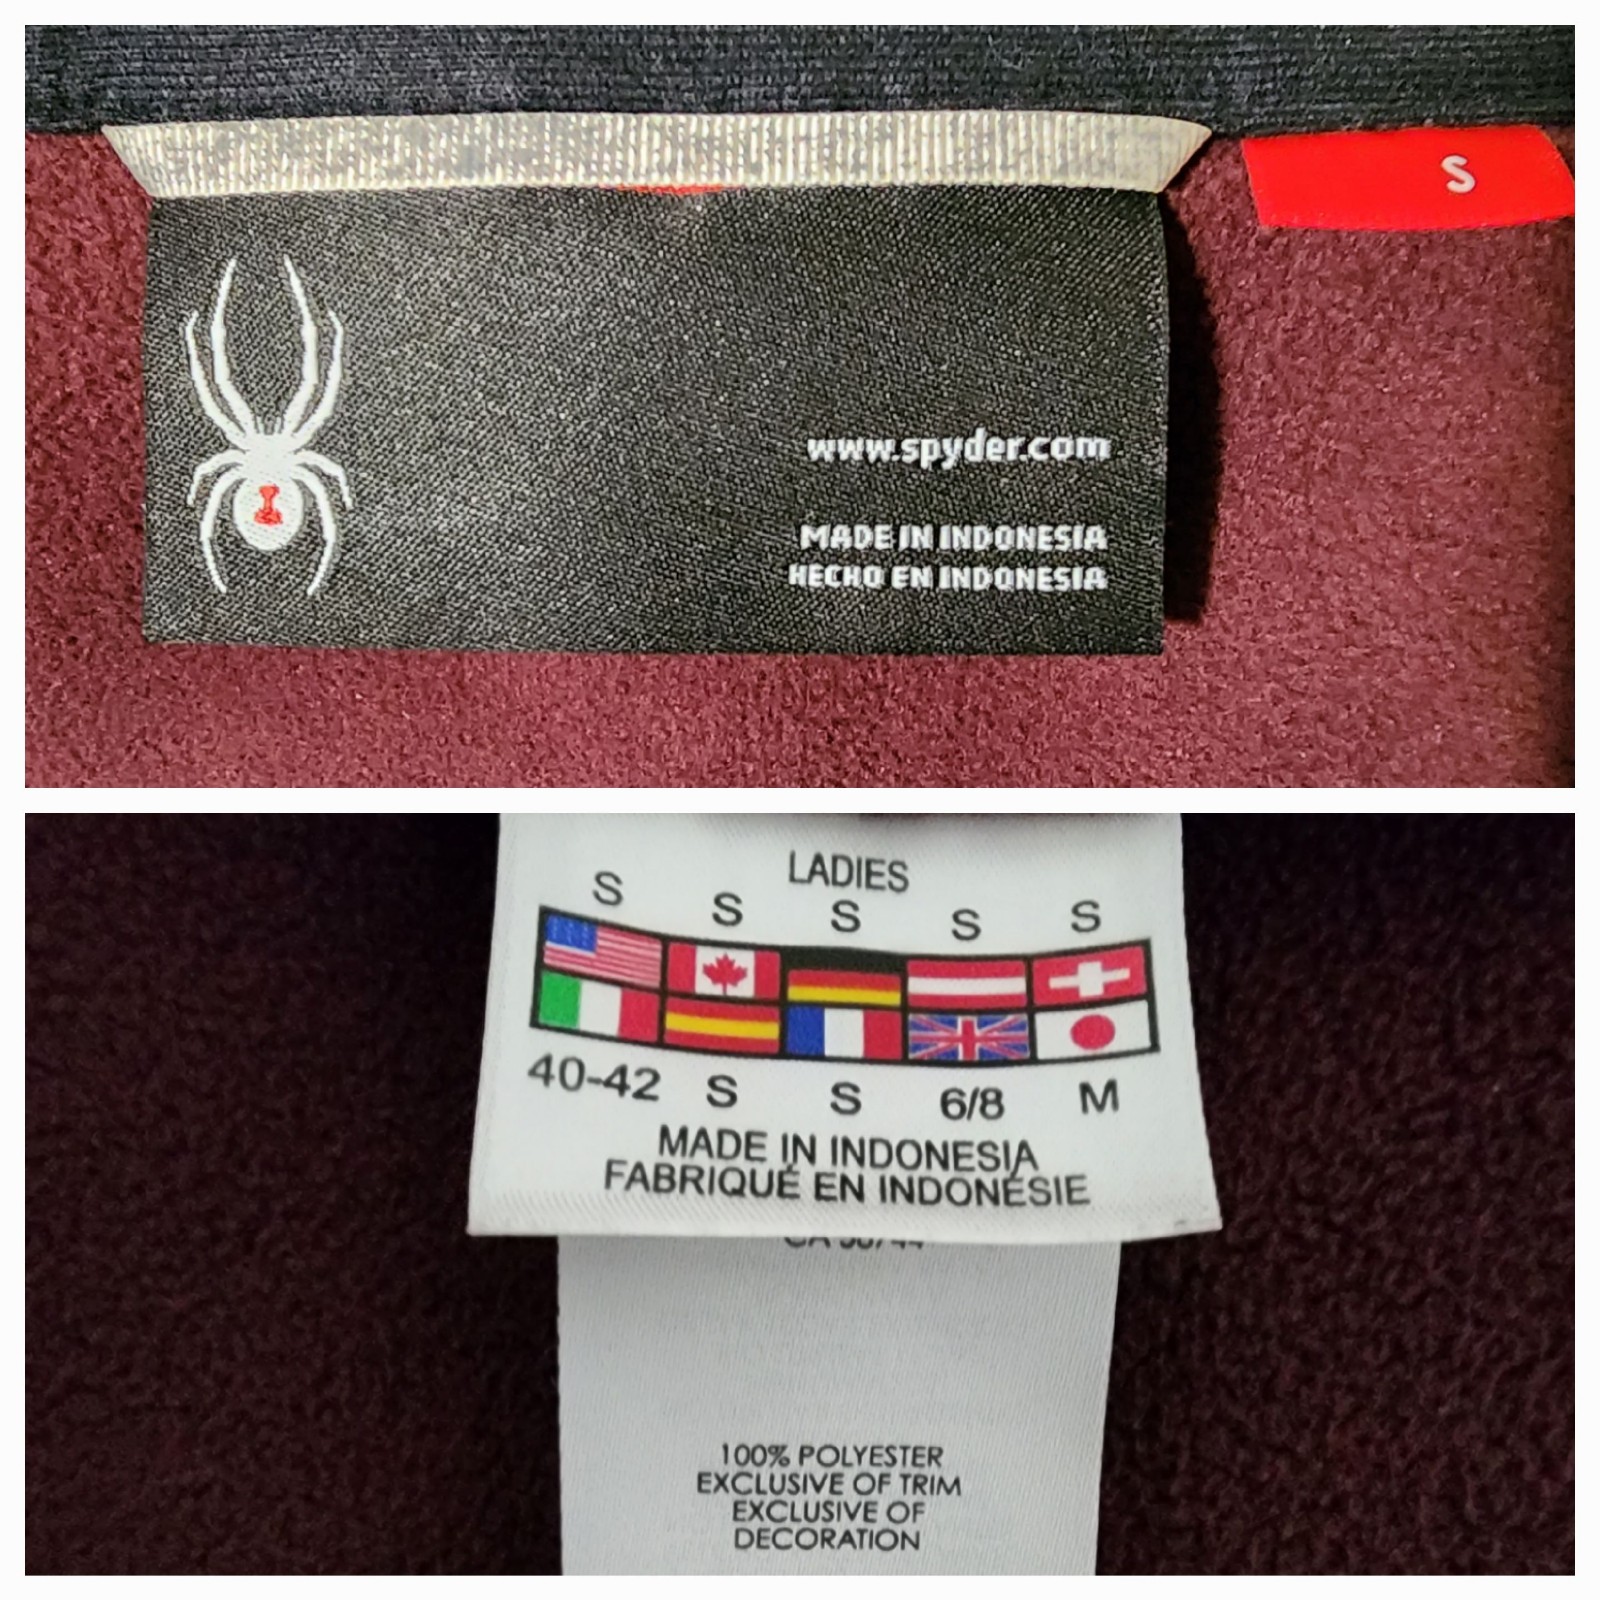 S
www.spyder.com
MADE IN INDONESIA
HECHO EN INDONESIA
LADIES
S S S S S
40-42 S S 6/8 M
MADE IN INDONESIA
FABRIQUÉ EN INDONÉSIE
100% POLYESTER
EXCLUSIVE OF TRIM
EXCLUSIVE OF
DECORATION